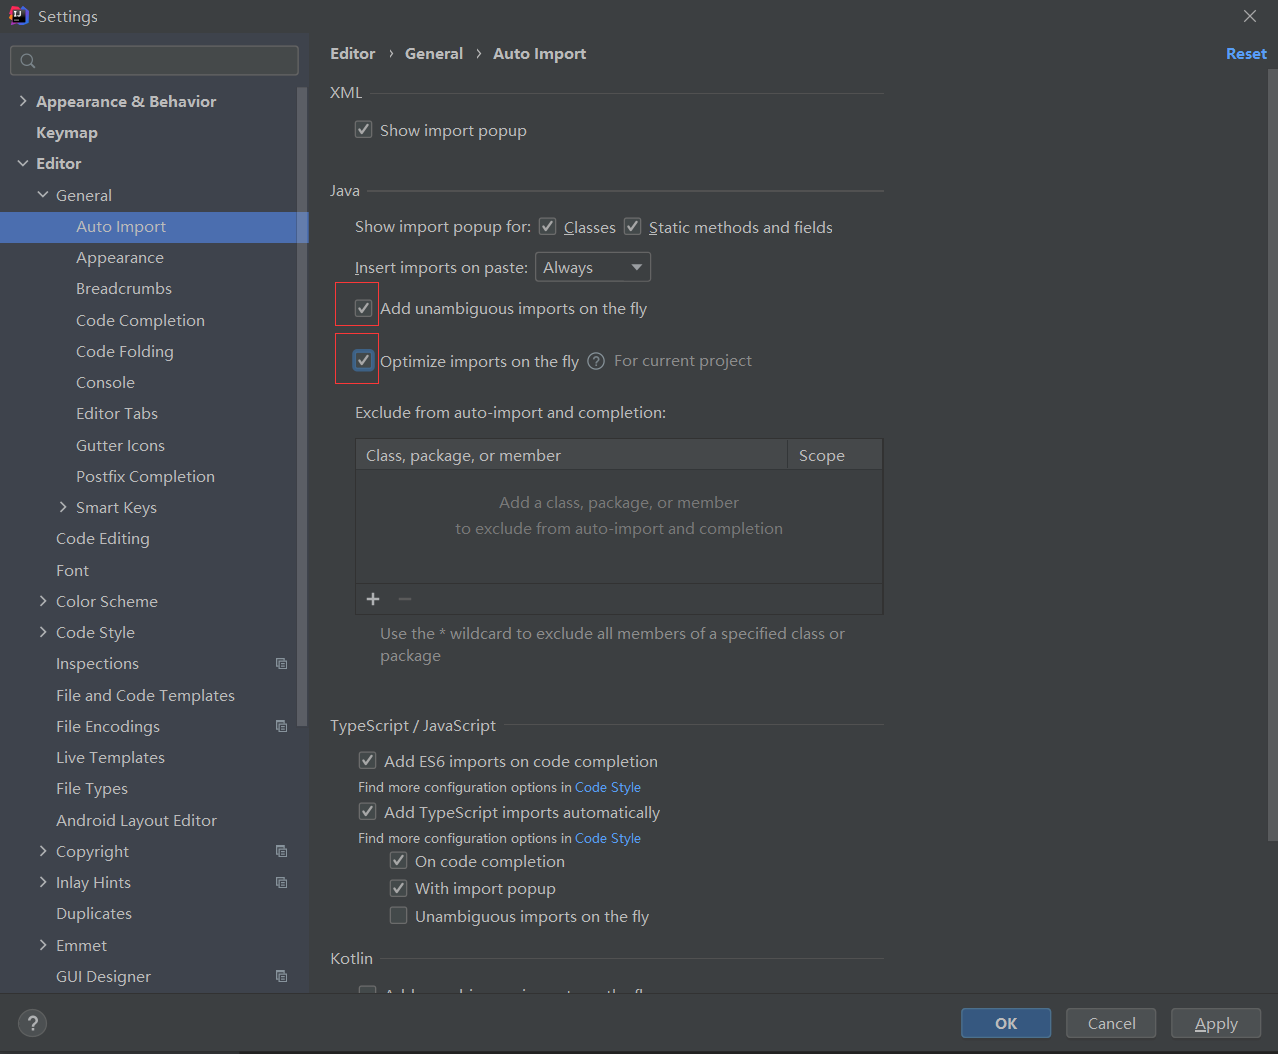 Settings
Appearance & Behavior
Keymap
Editor
General
Auto Import
Appearance
Breadcrumbs
Code Completion
Code Folding
Console
Editor Tabs
Gutter Icons
Postfix Completion
Smart Keys
Code Editing
Font
Color Scheme
Code Style
Inspections
File and Code Templates
File Encodings
Live Templates
File Types
Android Layout Editor
Copyright
Inlay Hints
Duplicates
Emmet
GUI Designer
Editor › General › Auto Import
Reset
XML
Show import popup
Java
Show import popup for: Classes Static methods and fields
Insert imports on paste: Always
Add unambiguous imports on the fly
Optimize imports on the fly ? For current project
Exclude from auto-import and completion:
Class, package, or member Scope
Add a class, package, or member
to exclude from auto-import and completion
Use the * wildcard to exclude all members of a specified class or
package
TypeScript / JavaScript
Add ES6 imports on code completion
Find more configuration options in Code Style
Add TypeScript imports automatically
Find more configuration options in Code Style
On code completion
With import popup
Unambiguous imports on the fly
Kotlin
? OK Cancel Apply